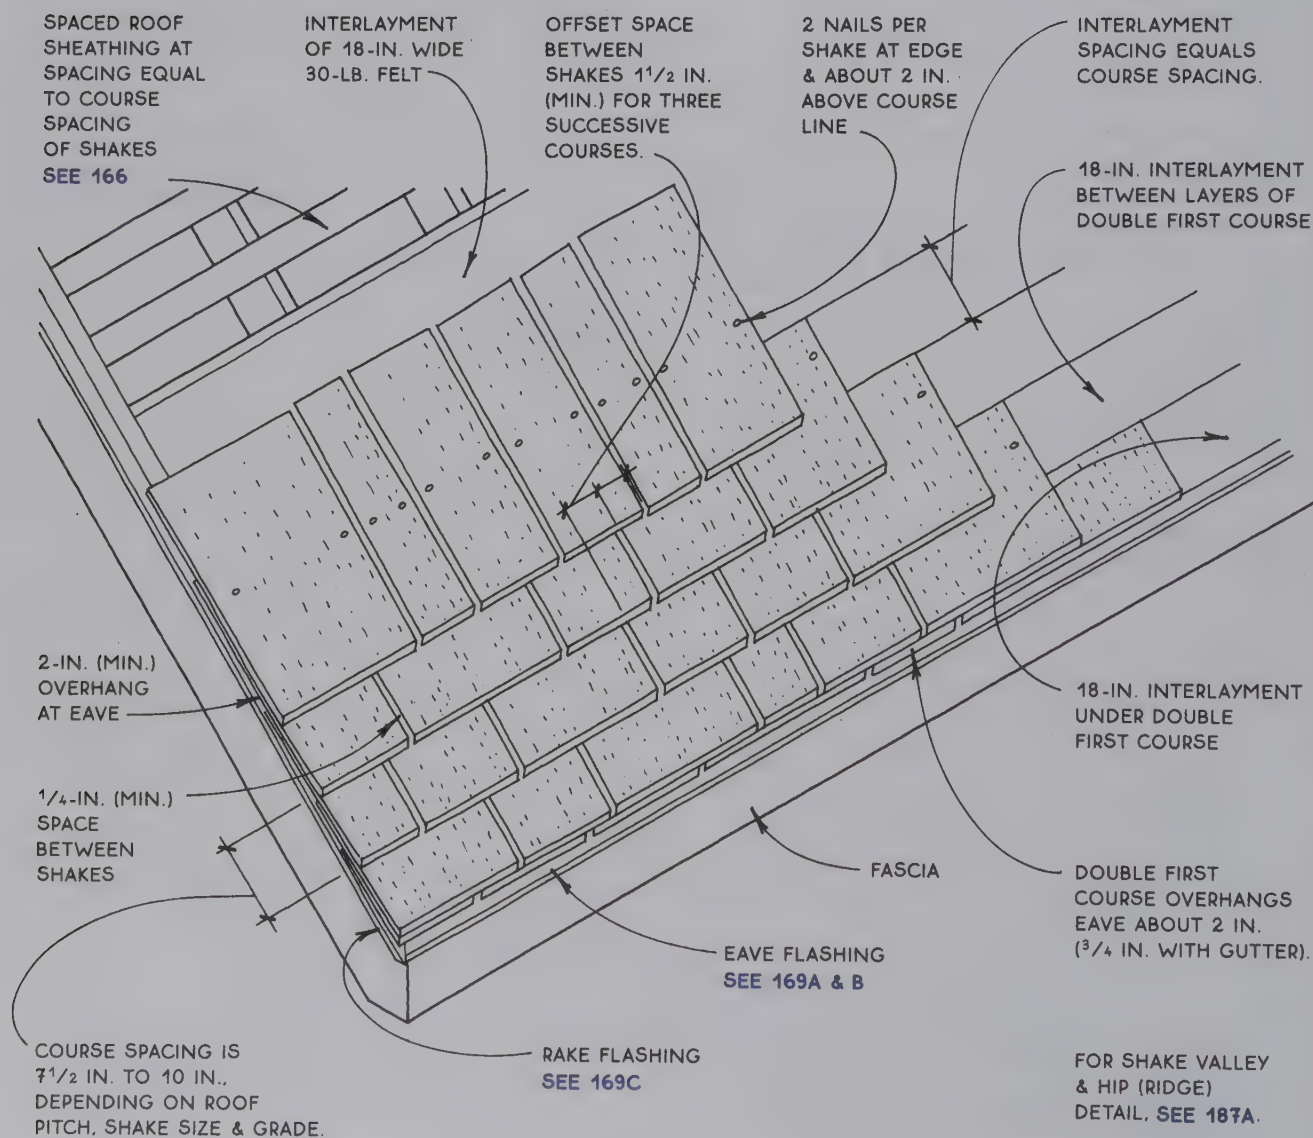 SPACED ROOF
SHEATHING AT
SPACING EQUAL
TO COURSE
SPACING
OF SHAKES
SEE 166
INTERLAYMENT
OF 18-IN. WIDE
30-LB. FELT
OFFSET SPACE
BETWEEN
SHAKES 1 1/2 IN.
(MIN.) FOR THREE
SUCCESSIVE
COURSES.
2 NAILS PER
SHAKE AT EDGE
& ABOUT 2 IN.
ABOVE COURSE
LINE
INTERLAYMENT
SPACING EQUALS
COURSE SPACING.
18-IN. INTERLAYMENT
BETWEEN LAYERS OF
DOUBLE FIRST COURSE
2-IN. (MIN.)
OVERHANG
AT EAVE
1/4-IN. (MIN.)
SPACE
BETWEEN
SHAKES
18-IN. INTERLAYMENT
UNDER DOUBLE
FIRST COURSE
FASCIA
DOUBLE FIRST
COURSE OVERHANGS
EAVE ABOUT 2 IN.
(3/4 IN. WITH GUTTER).
EAVE FLASHING
SEE 169A & B
COURSE SPACING IS
7 1/2 IN. TO 10 IN.,
DEPENDING ON ROOF
PITCH, SHAKE SIZE & GRADE.
RAKE FLASHING
SEE 169C
FOR SHAKE VALLEY
& HIP (RIDGE)
DETAIL, SEE 187A.